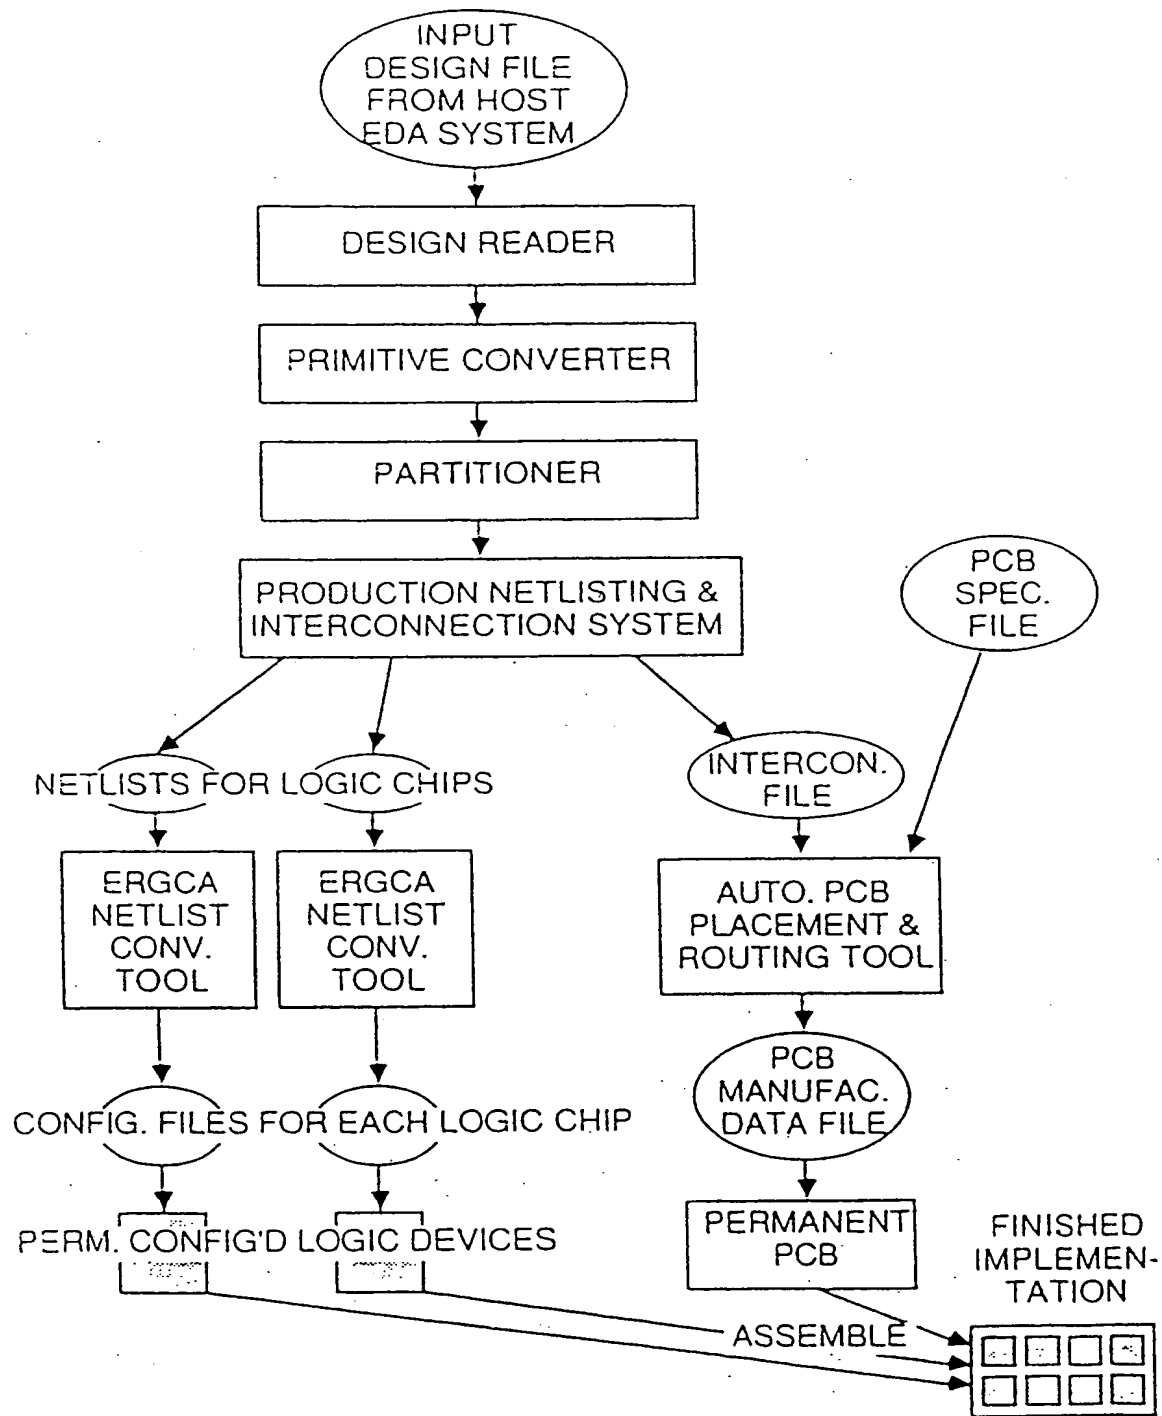 INPUT
DESIGN FILE
FROM HOST
EDA SYSTEM
DESIGN READER
PRIMITIVE CONVERTER
PARTITIONER
PRODUCTION NETLISTING &
INTERCONNECTION SYSTEM
PCB
SPEC.
FILE
NETLISTS FOR LOGIC CHIPS
INTERCON.
FILE
ERGCA
NETLIST
CONV.
TOOL
ERGCA
NETLIST
CONV.
TOOL
AUTO. PCB
PLACEMENT &
ROUTING TOOL
CONFIG. FILES FOR EACH LOGIC CHIP
PCB
MANUFAC.
DATA FILE
PERM. CONFIG'D LOGIC DEVICES
PERMANENT
PCB
FINISHED
IMPLEMEN-
TATION
ASSEMBLE